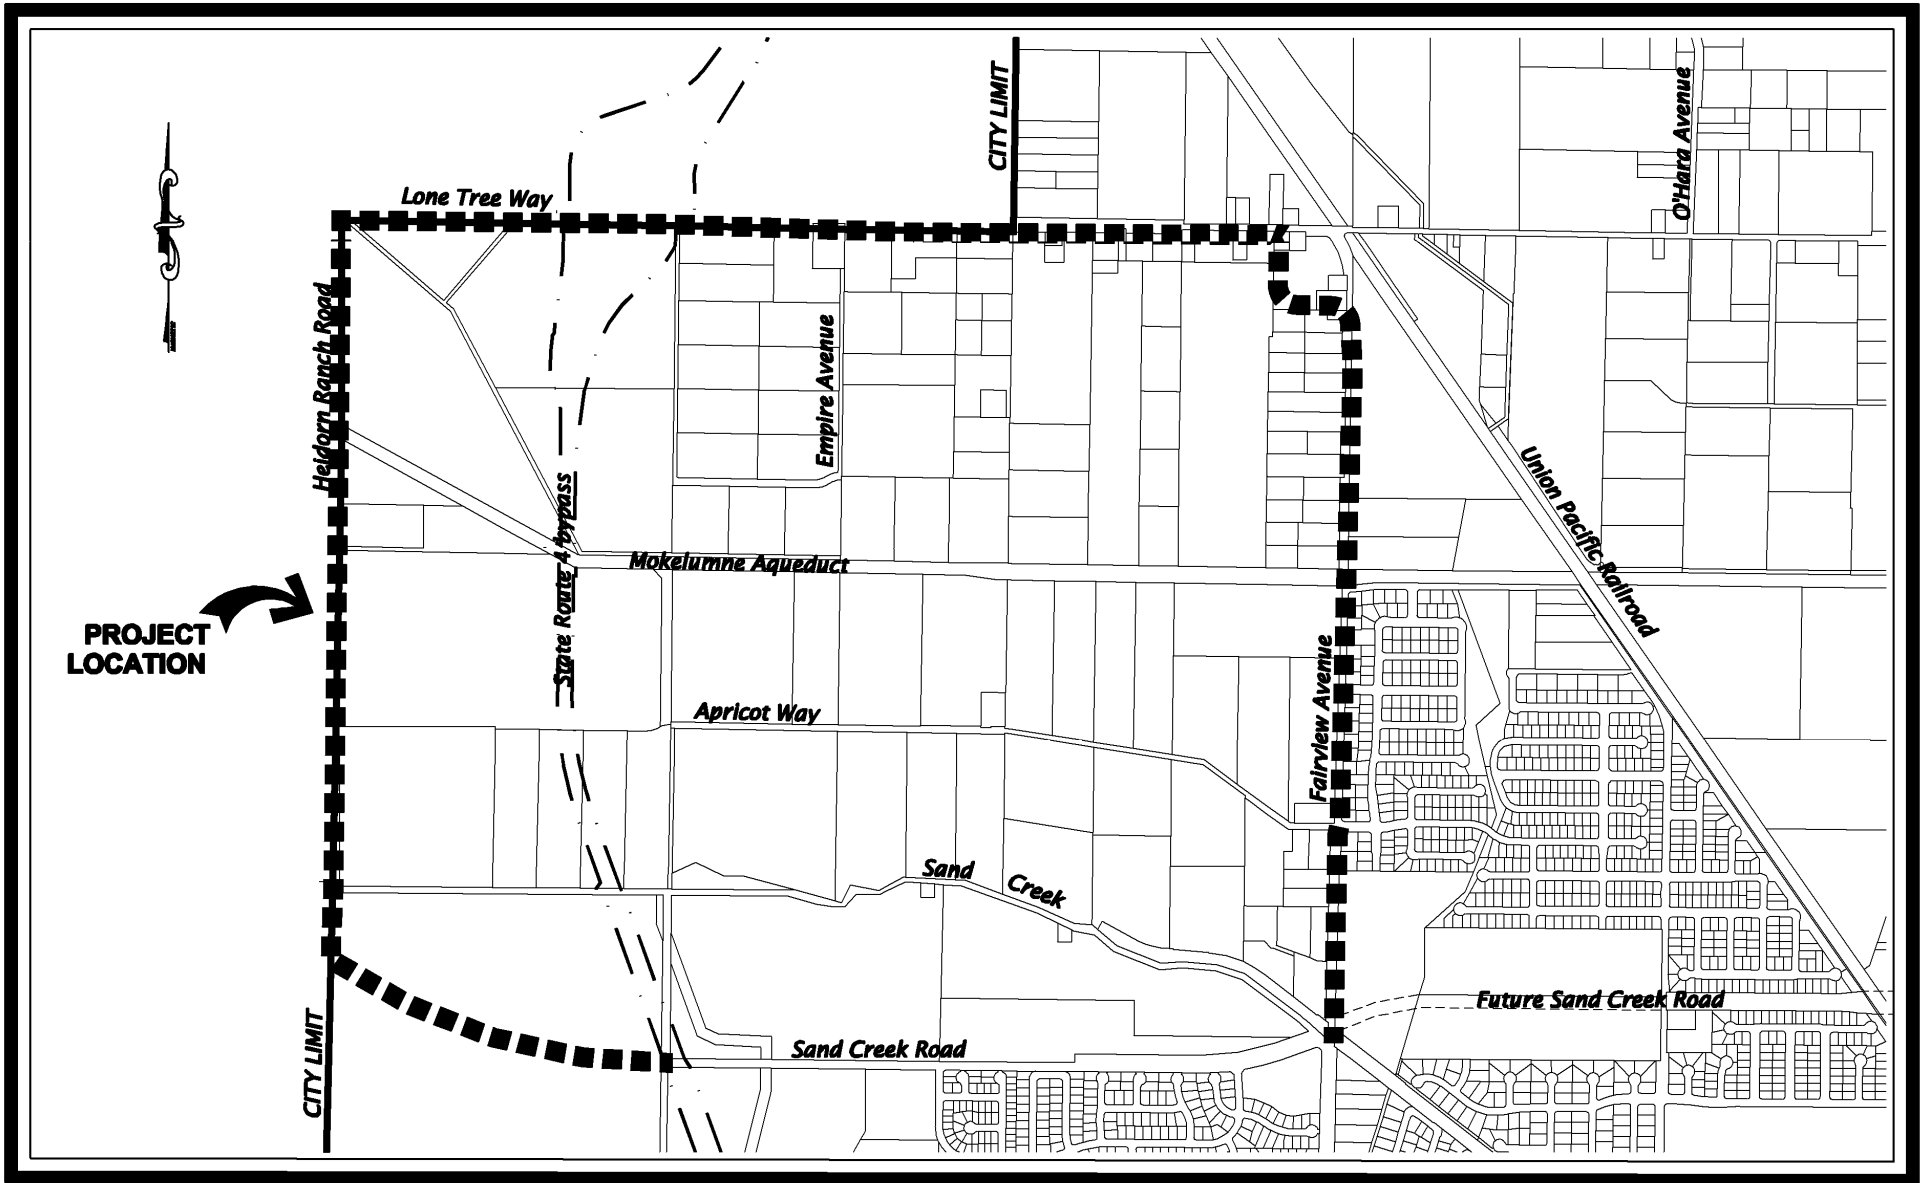 CITY LIMIT
O'Hara Avenue
Lone Tree Way
Heidorn Ranch Road
Empire Avenue
State Route 4 bypass
Union Pacific Railroad
Mokelumne Aqueduct
PROJECT
LOCATION
Fairview Avenue
Apricot Way
Sand
Creek
Future Sand Creek Road
CITY LIMIT
Sand Creek Road